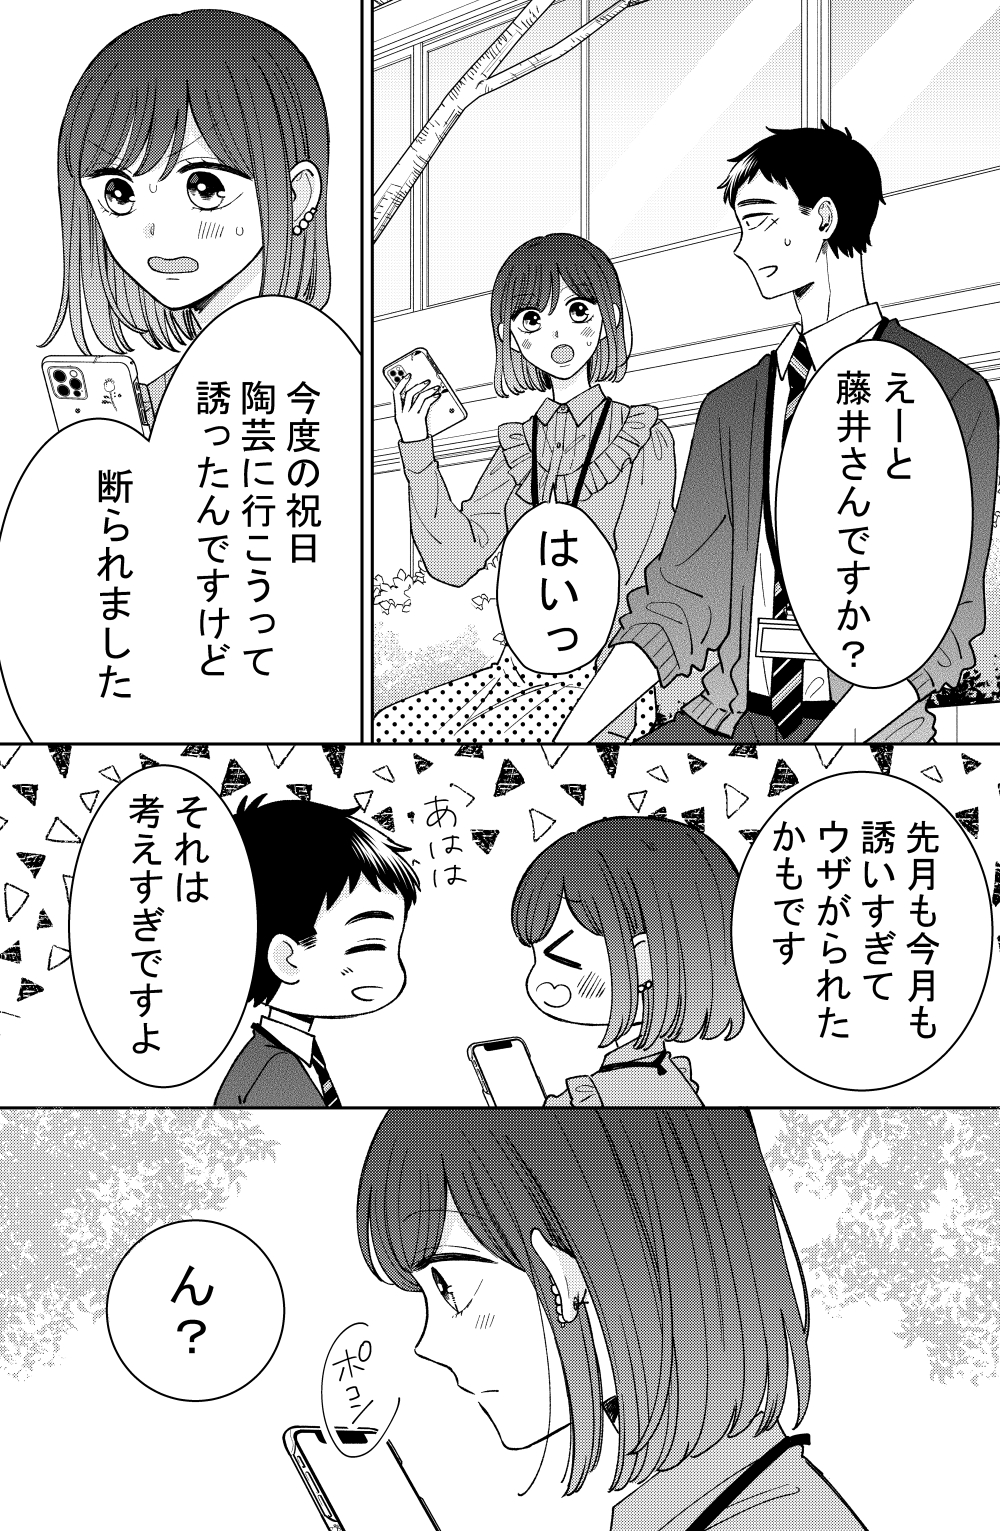 えーと
藤井さんですか？
はいっ
今度の祝日
陶芸に行こうって
誘ったんですけど
断られました
先月も今月も
誘いすぎて
ウザがられた
かもです
あはは
それは
考えすぎですよ
ん？
ポコン